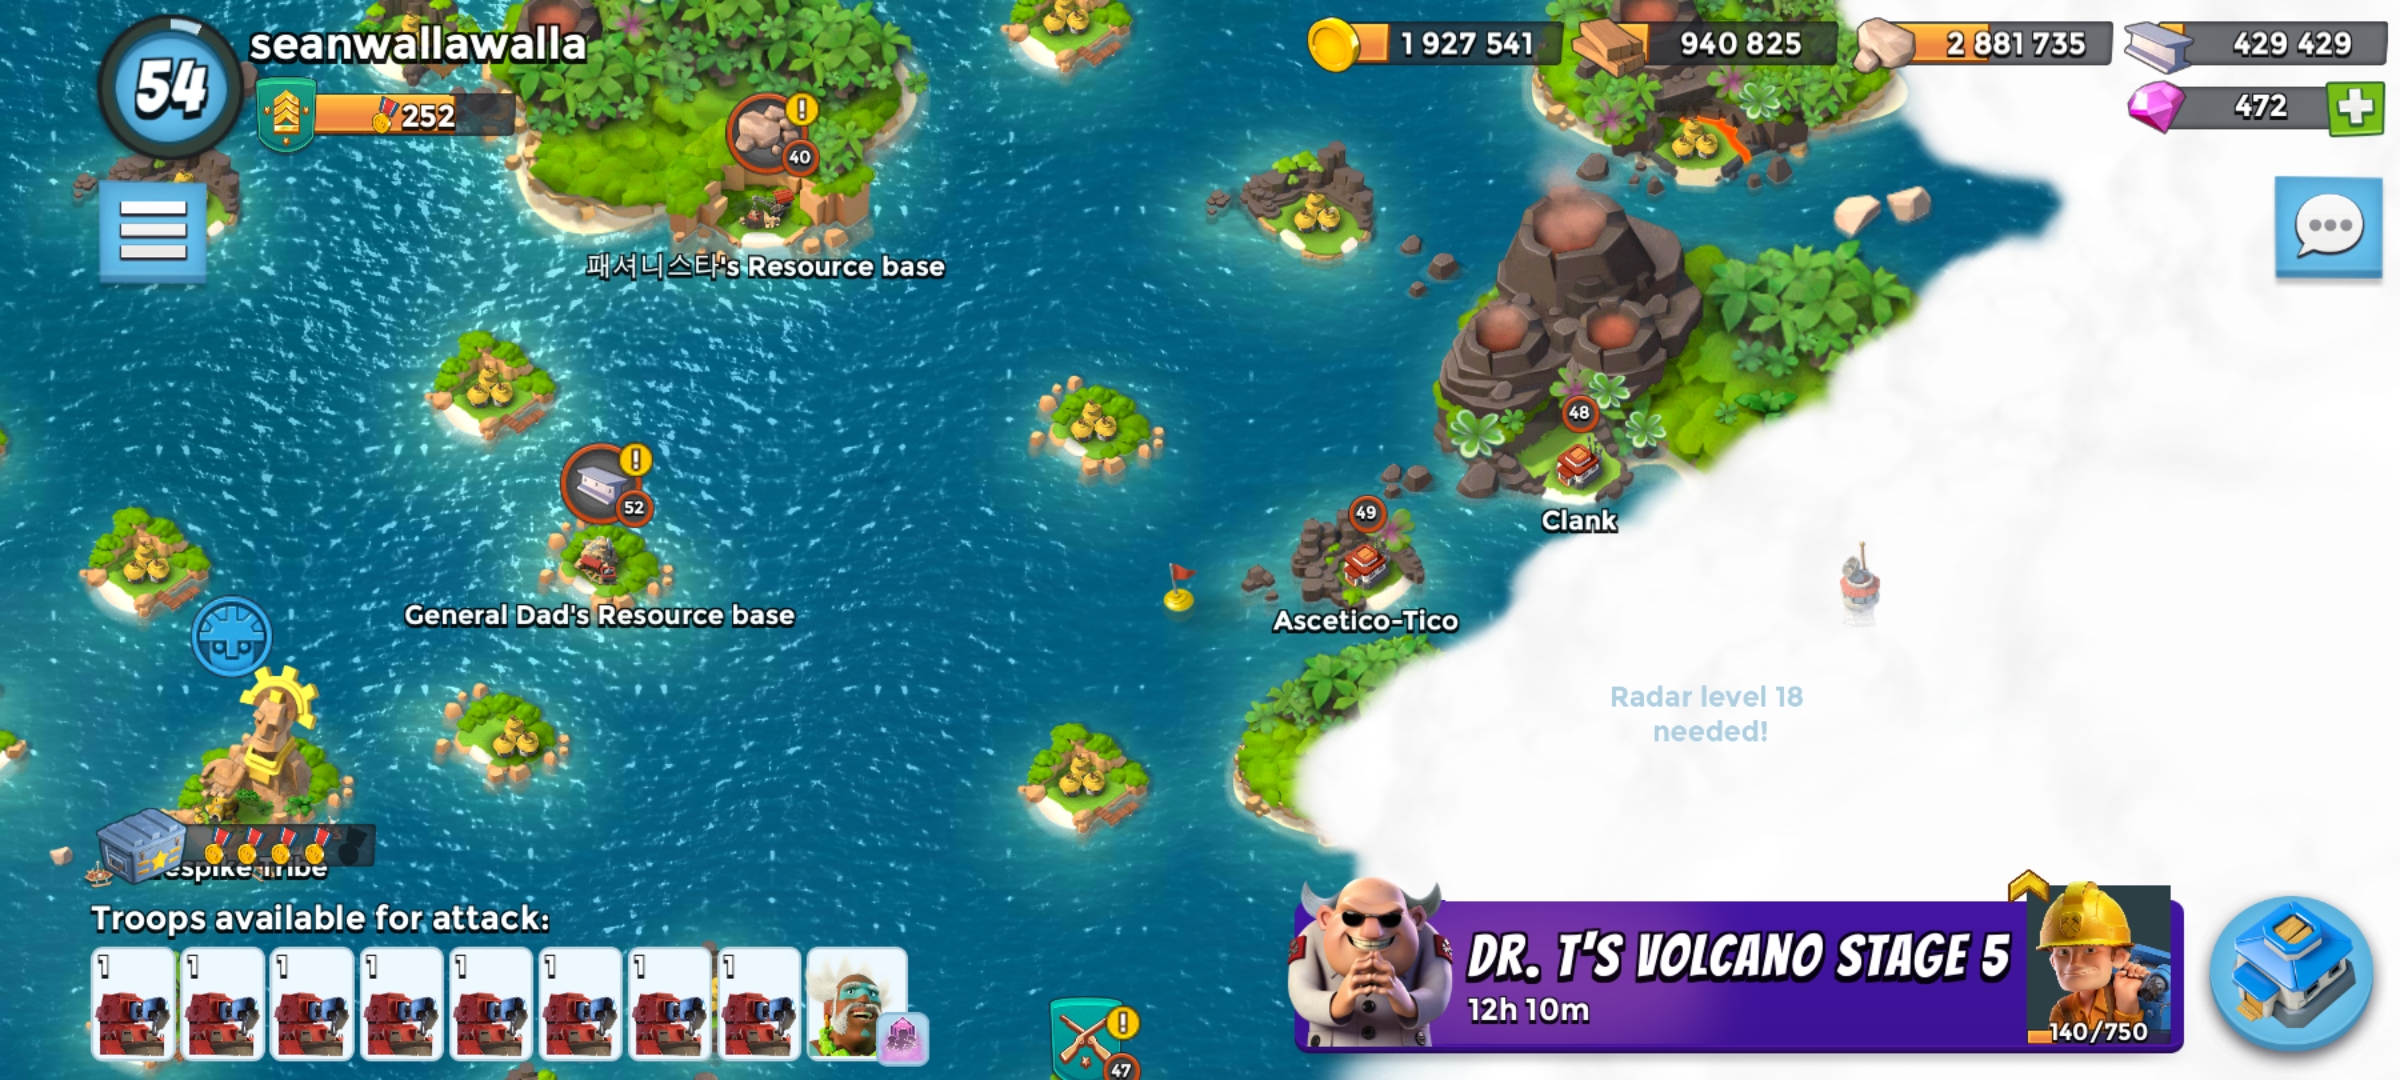 54
seanwallawalla
252
1 927 541
940 825
2 881 735
429 429
472
40
패셔니스타's Resource base
48
Clank
52
49
General Dad's Resource base
Ascetico-Tico
Radar level 18
needed!
Tribe
Troops available for attack:
1
1
1
1
1
1
1
1
DR. T'S VOLCANO STAGE 5
12h 10m
140/750
47